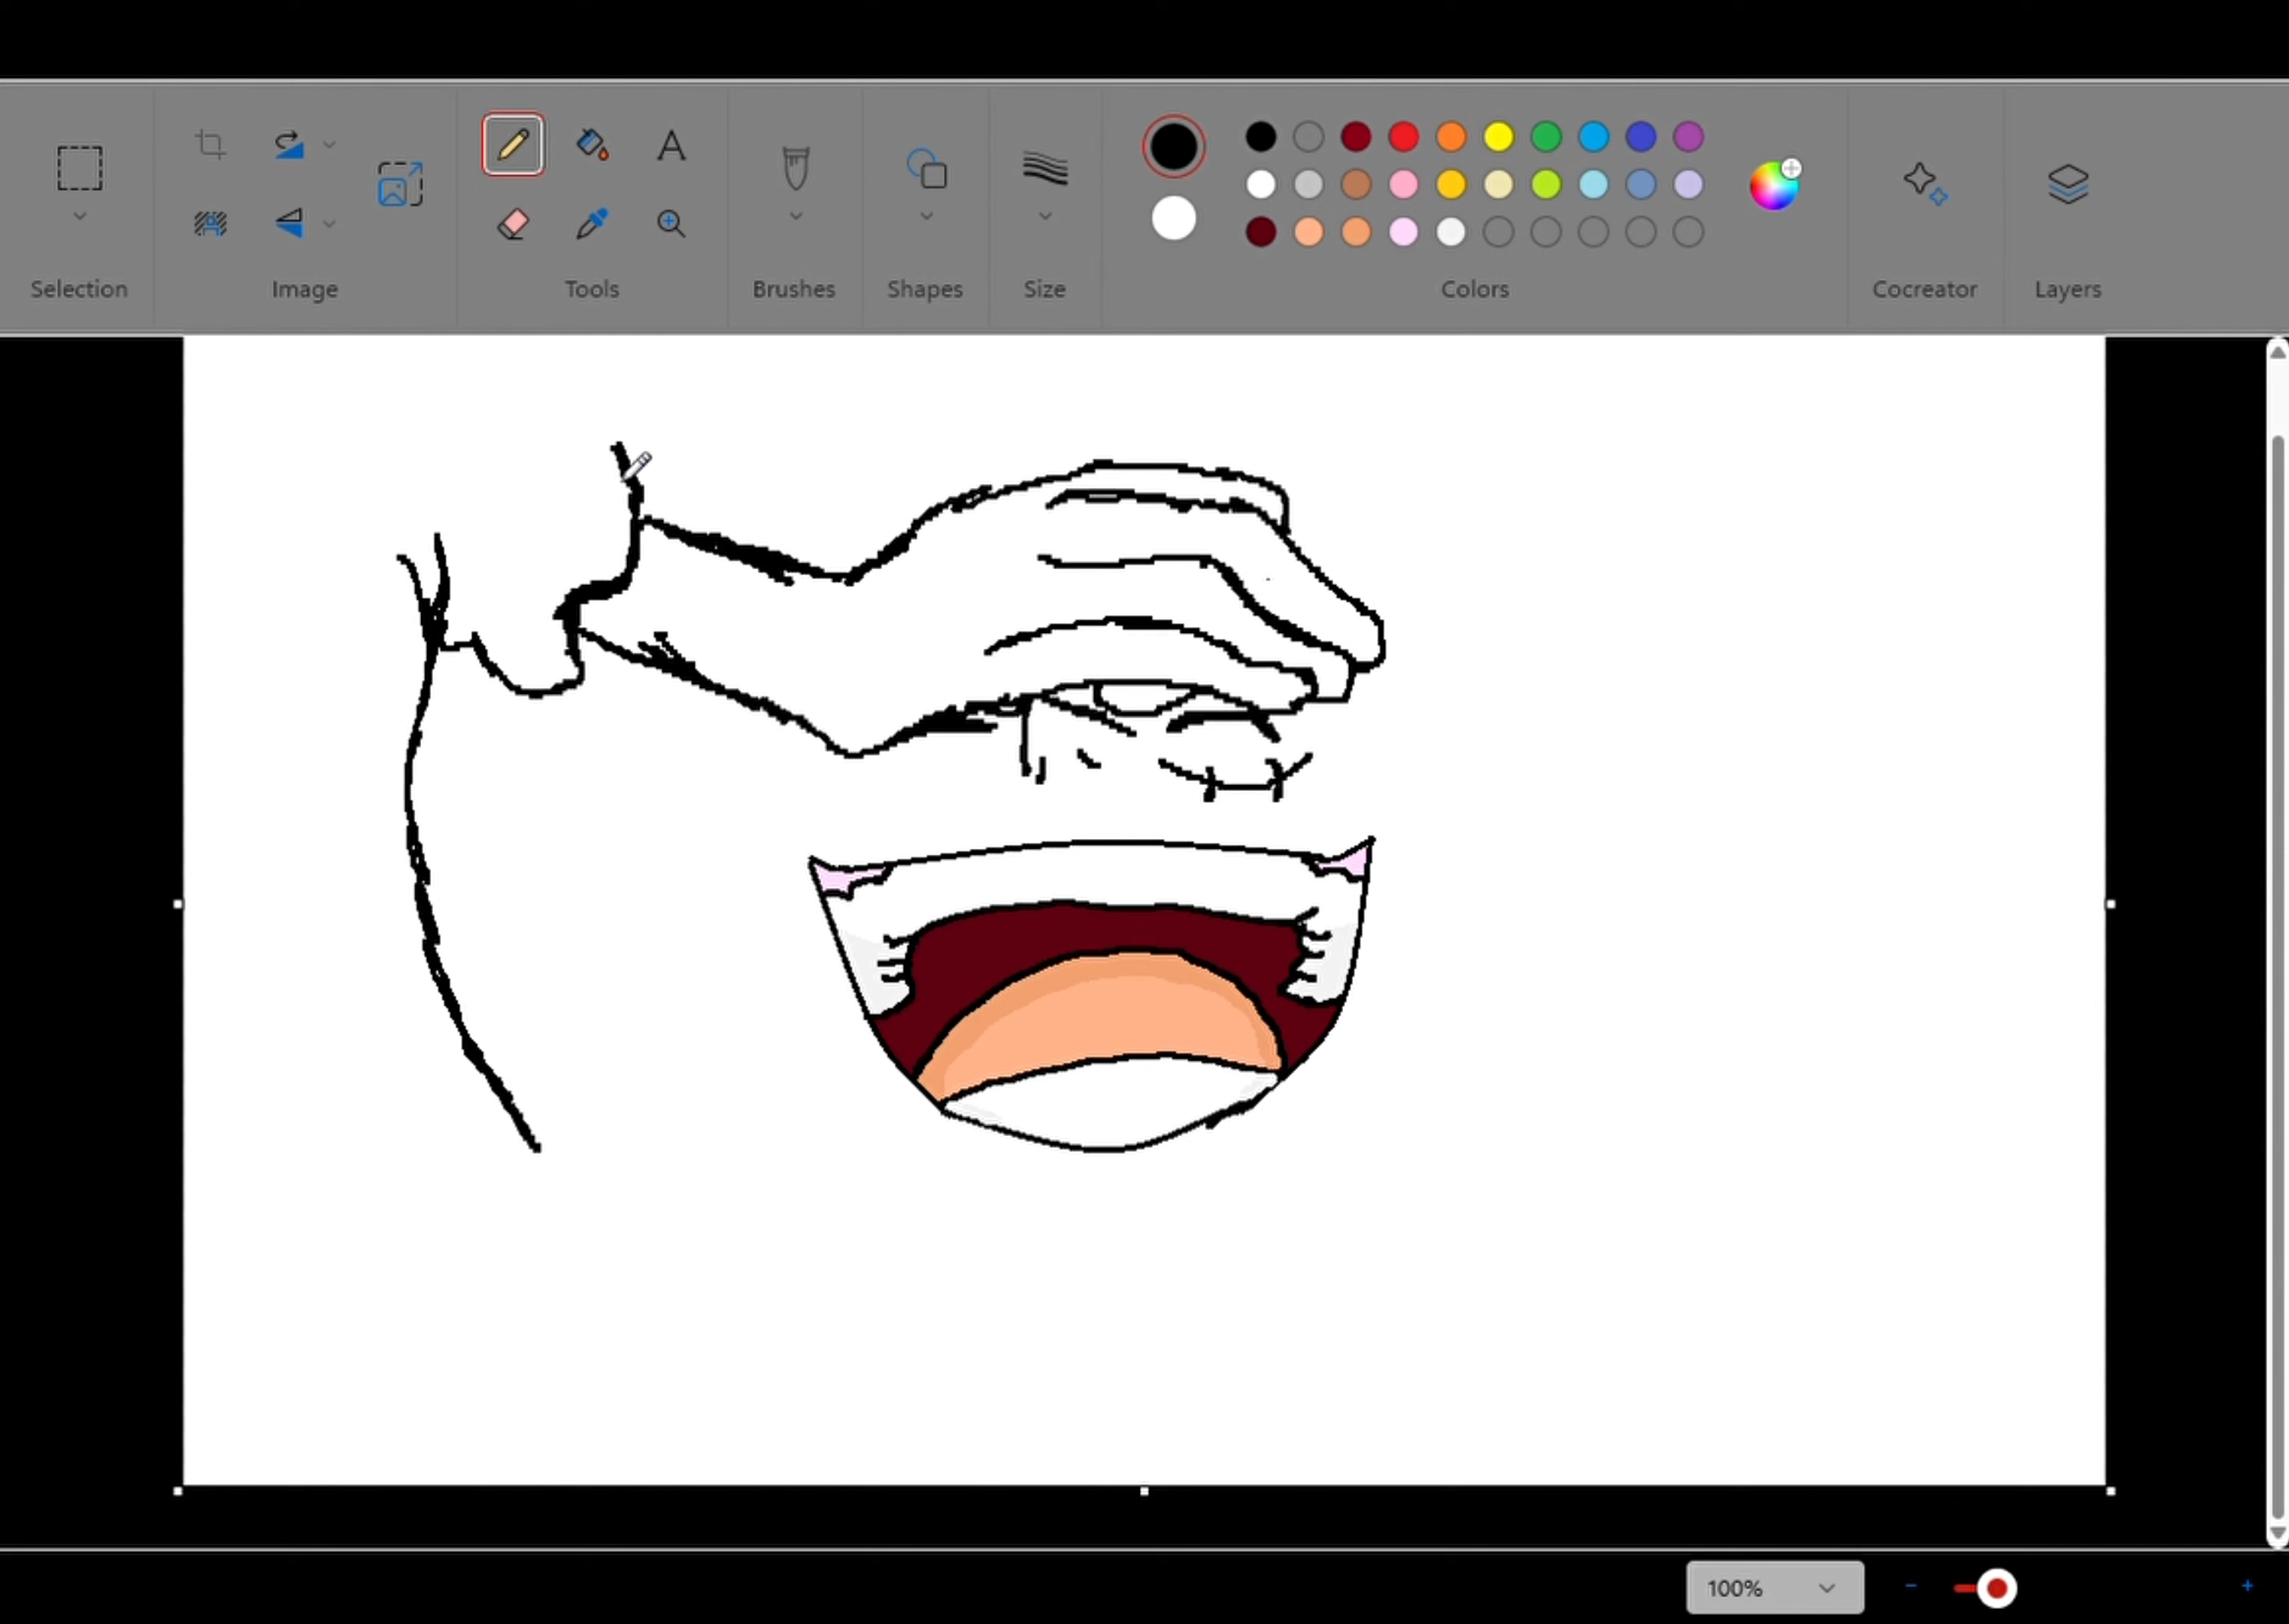 Selection
Image
Tools
Brushes
Shapes
Size
Colors
Cocreator
Layers
100%